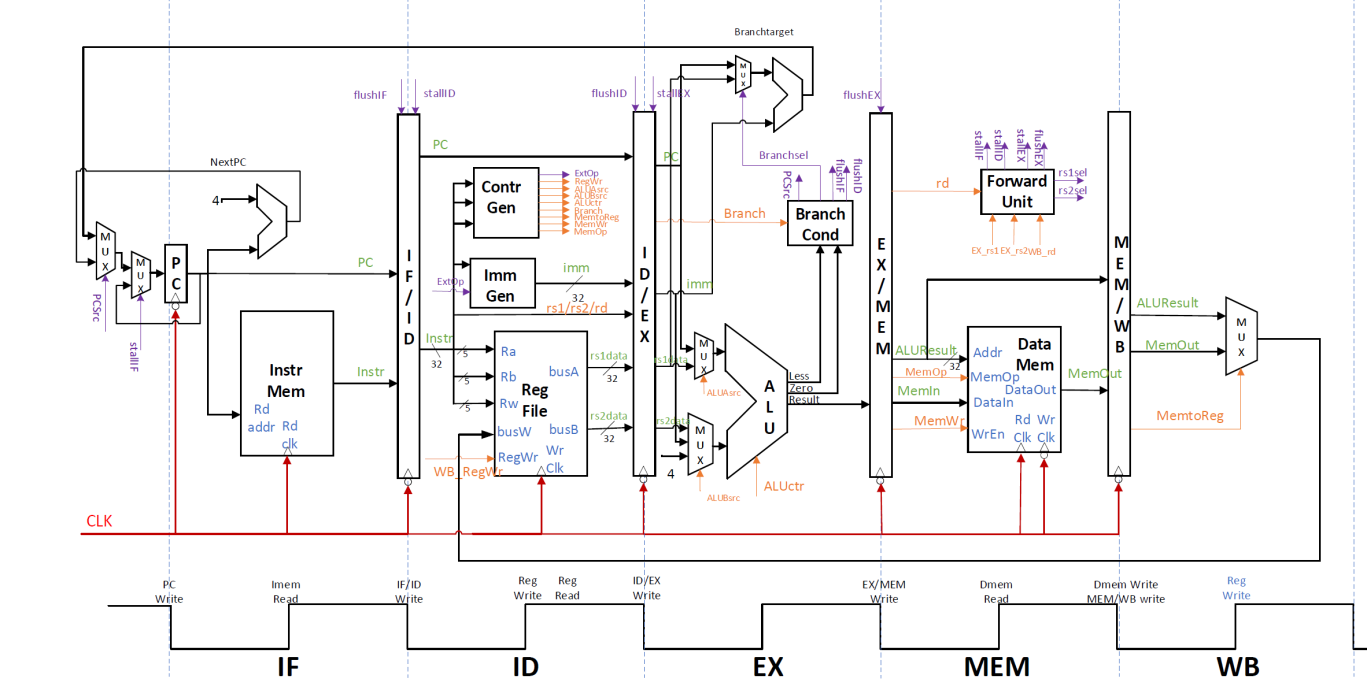 Branchtarget
flushIF
stallID
flushID
stallEX
flushEX
M
U
X
NextPC
4
PC
Contr
Gen
ExtOp
RegWr
ALUAsrc
ALUBsrc
ALUctr
Branch
MemtoReg
MemWr
MemOp
PC
Branchsel
PCSrc
flushIF
flushID
Branch
Branch
Cond
stallIF
stallID
stallEX
flushEX
rd
Forward
Unit
rs1sel
rs2sel
EX_rs1
EX_rs2
WB_rd
M
U
X
M
U
X
P
C
PC
PCSrc
stallIF
IF/ID
ExtOp
Imm
Gen
imm
32
rs1/rs2/rd
ID/EX
imm
EX/MEM
MEM/WB
Instr
Mem
Rd
addr
Rd
clk
Instr
Instr
32
5
5
5
Ra
Rb
Rw
busW
RegWr
Reg
File
busA
busB
Wr
Clk
WB_RegWr
rs1data
32
rs2data
32
rs1data
rs2data
M
U
X
ALUAsrc
M
U
X
4
ALUBsrc
ALU
Less
Zero
Result
ALUctr
ALUResult
32
MemOp
MemIn
MemWr
Data
Mem
Addr
MemOp
DataOut
DataIn
WrEn
Rd
Clk
Wr
Clk
MemOut
ALUResult
MemOut
M
U
X
MemtoReg
CLK
PC
Write
Imem
Read
IF/ID
Write
Reg
Write
Reg
Read
ID/EX
Write
EX/MEM
Write
Dmem
Read
Dmem Write
MEM/WB write
Reg
Write
IF
ID
EX
MEM
WB